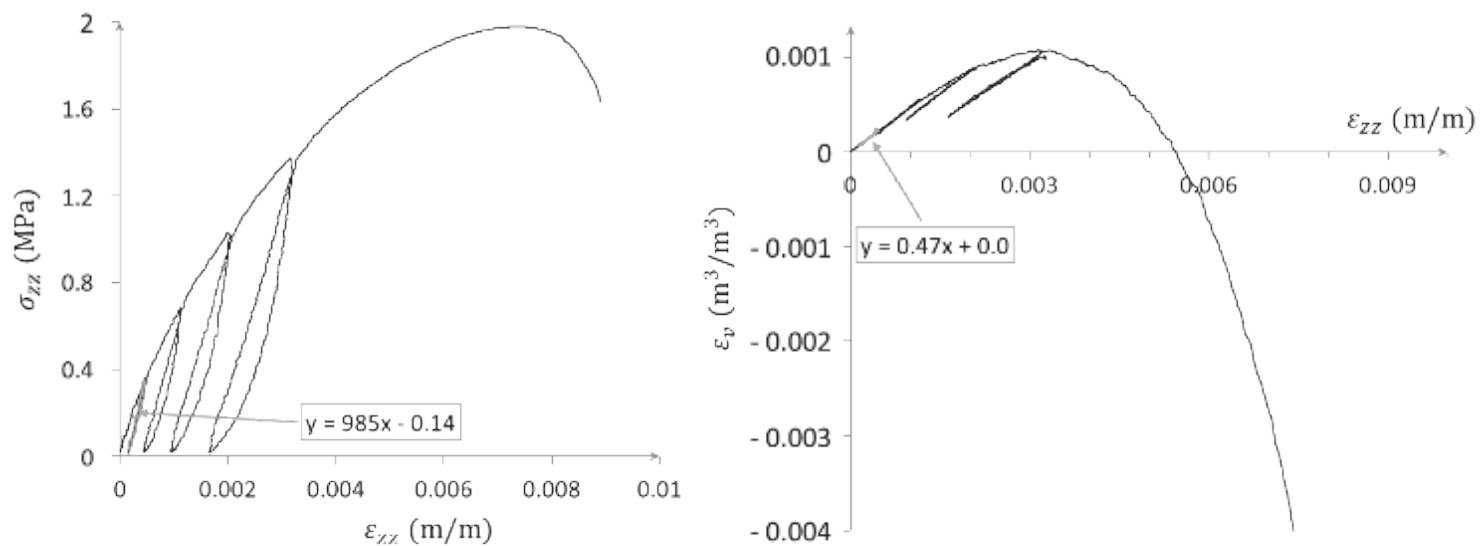 2
1.6
1.2
0.8
0.4
0
σzz (MPa)
y = 985x - 0.14
0 0.002 0.004 0.006 0.008 0.01
εzz (m/m)
0.001
0
- 0.001
- 0.002
- 0.003
- 0.004
εv (m³/m³)
εzz (m/m)
0 0.003 0.006 0.009
y = 0.47x + 0.0